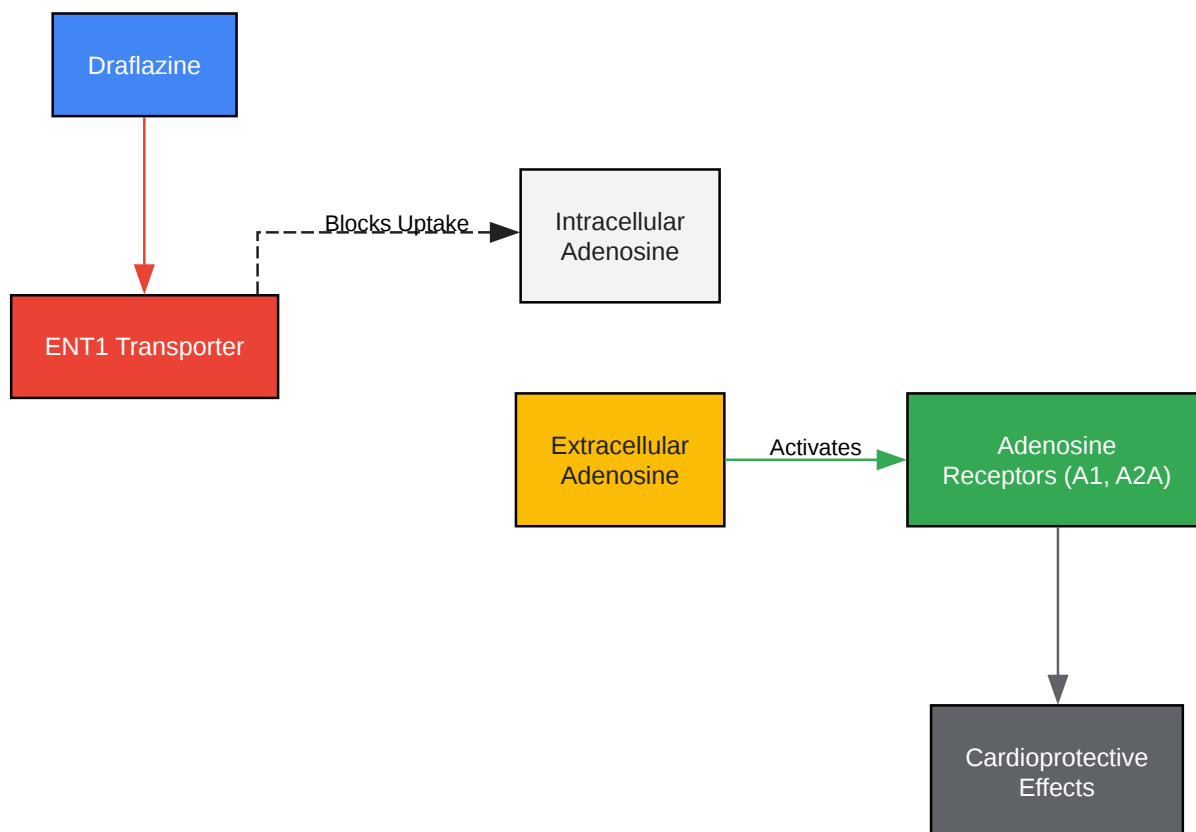 Draflazine
Blocks Uptake
Intracellular
Adenosine
ENT1 Transporter
Extracellular
Adenosine
Activates
Adenosine
Receptors (A1, A2A)
Cardioprotective
Effects